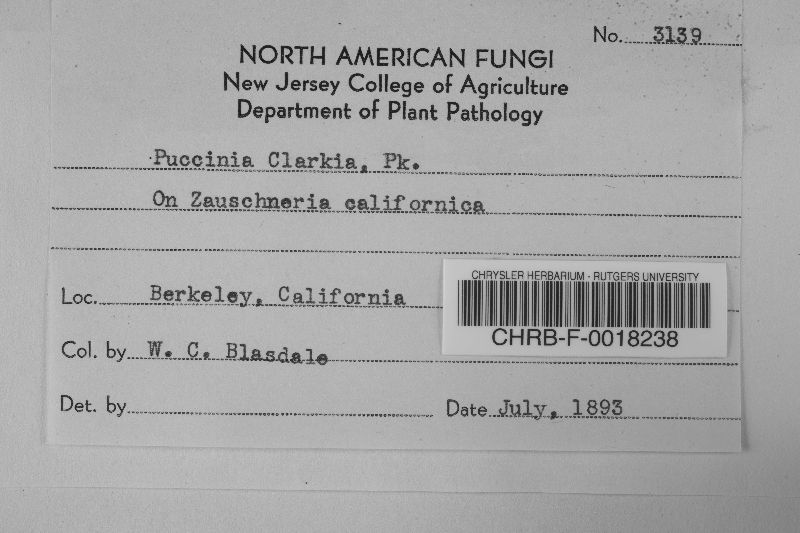 No. 3139
NORTH AMERICAN FUNGI
New Jersey College of Agriculture
Department of Plant Pathology
Puccinia Clarkia, Pk.
On Zauschneria californica
Loc. Berkeley, California
CHRYSLER HERBARIUM - RUTGERS UNIVERSITY
CHRB-F-0018238
Col. by W. C. Blasdale
Det. by
Date July, 1893